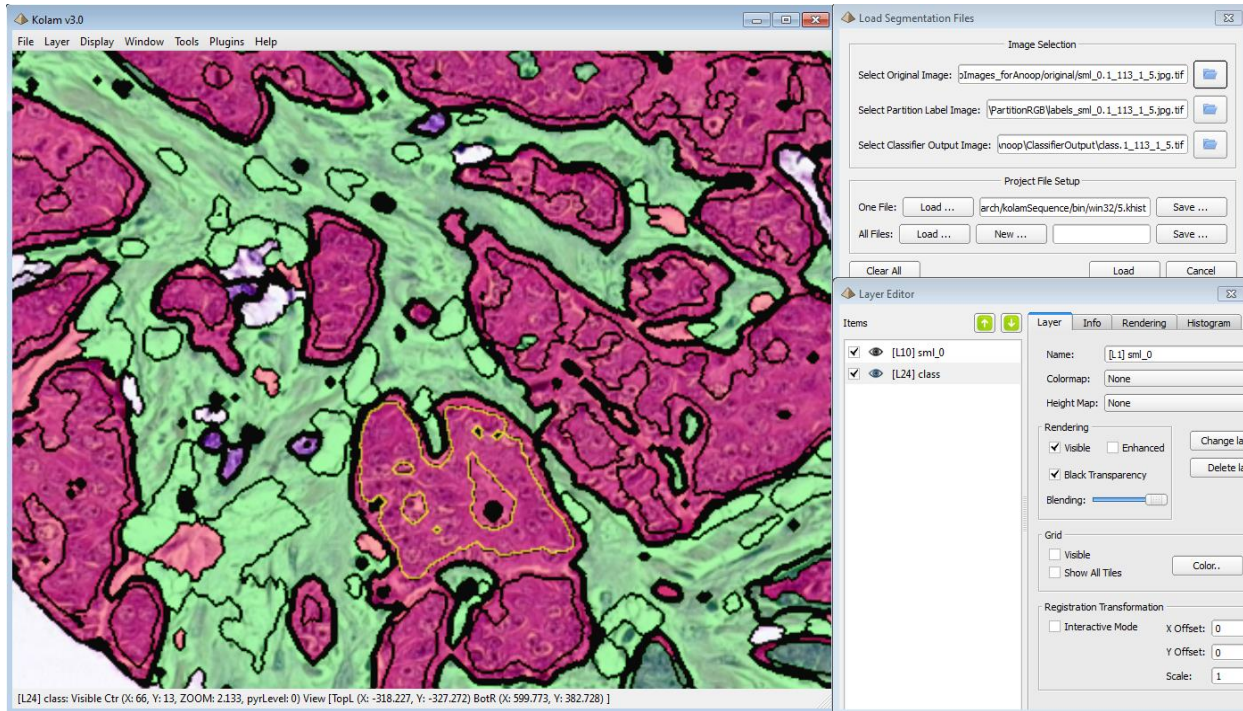 Kolam v3.0
File Layer Display Window Tools Plugins Help
[L24] class: Visible Ctr (X: 66, Y: 13, ZOOM: 2.133, pyrLevel: 0) View [TopL (X: -318.227, Y: -327.272) BotR (X: 599.773, Y: 382.728) ]
Load Segmentation Files
Image Selection
Select Original Image: oImages_forAnoop/original/sml_0.1_113_1_5.jpg.tif
Select Partition Label Image: \PartitionRGB\labels_sml_0.1_113_1_5.jpg.tif
Select Classifier Output Image: \noop\ClassifierOutput\class.1_113_1_5.tif
Project File Setup
One File: Load ... arch/kolamSequence/bin/win32/5.khist Save ...
All Files: Load ... New ... Save ...
Clear All Load Cancel
Layer Editor
Items
[L10] sml_0
[L24] class
Layer Info Rendering Histogram
Name: [L1] sml_0
Colormap: None
Height Map: None
Rendering
Visible Enhanced Change la
Black Transparency Delete la
Blending:
Grid
Visible
Show All Tiles Color..
Registration Transformation
Interactive Mode X Offset: 0
Y Offset: 0
Scale: 1